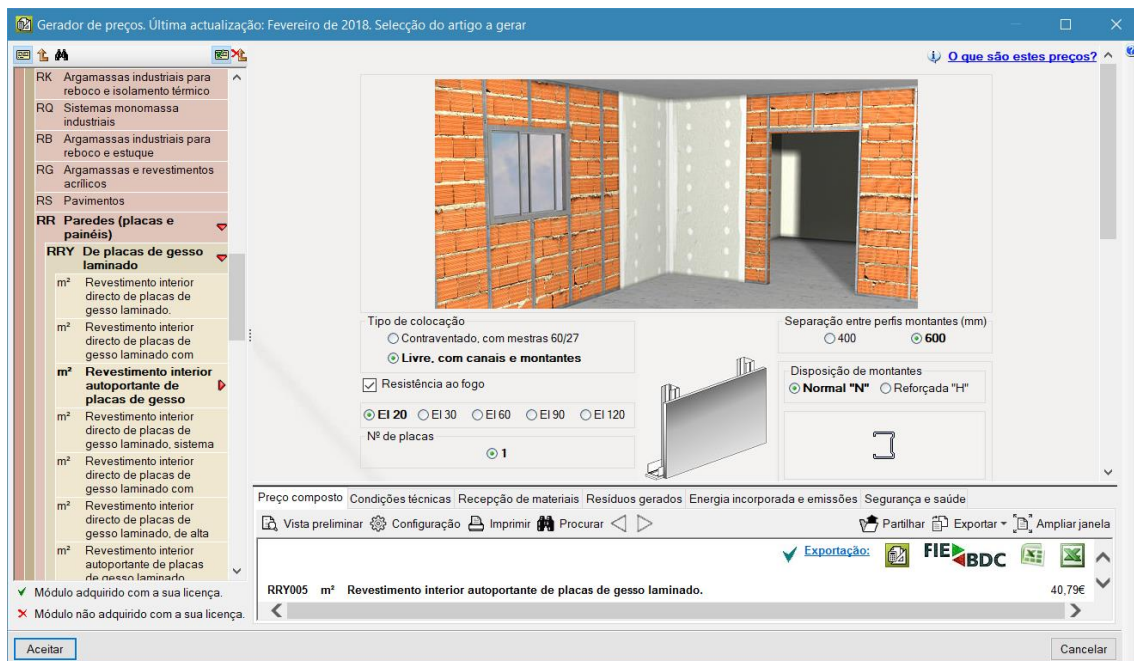 Gerador de preços. Última actualização: Fevereiro de 2018. Selecção do artigo a gerar
RK Argamassas industriais para
reboco e isolamento térmico
RQ Sistemas monomassa
industriais
RB Argamassas industriais para
reboco e estuque
RG Argamassas e revestimentos
acrílicos
RS Pavimentos
RR Paredes (placas e
painéis)
RRY De placas de gesso
laminado
m² Revestimento interior
directo de placas de
gesso laminado.
m² Revestimento interior
directo de placas de
gesso laminado com
m² Revestimento interior
autoportante de
placas de gesso
m² Revestimento interior
directo de placas de
gesso laminado, sistema
m² Revestimento interior
directo de placas de
gesso laminado com
m² Revestimento interior
directo de placas de
gesso laminado, de alta
m² Revestimento interior
autoportante de placas
de gesso laminado
Módulo adquirido com a sua licença.
Módulo não adquirido com a sua licença.
O que são estes preços?
Tipo de colocação
Contraventado, com mestras 60/27
Livre, com canais e montantes
Resistência ao fogo
EI 20 EI 30 EI 60 EI 90 EI 120
Nº de placas
1
Separação entre perfis montantes (mm)
400 600
Disposição de montantes
Normal "N" Reforçada "H"
Preço composto Condições técnicas Recepção de materiais Resíduos gerados Energia incorporada e emissões Segurança e saúde
Vista preliminar Configuração Imprimir Procurar Partilhar Exportar Ampliar janela
Exportação: FIEBDC
RRY005 m² Revestimento interior autoportante de placas de gesso laminado. 40,79€
Aceitar Cancelar